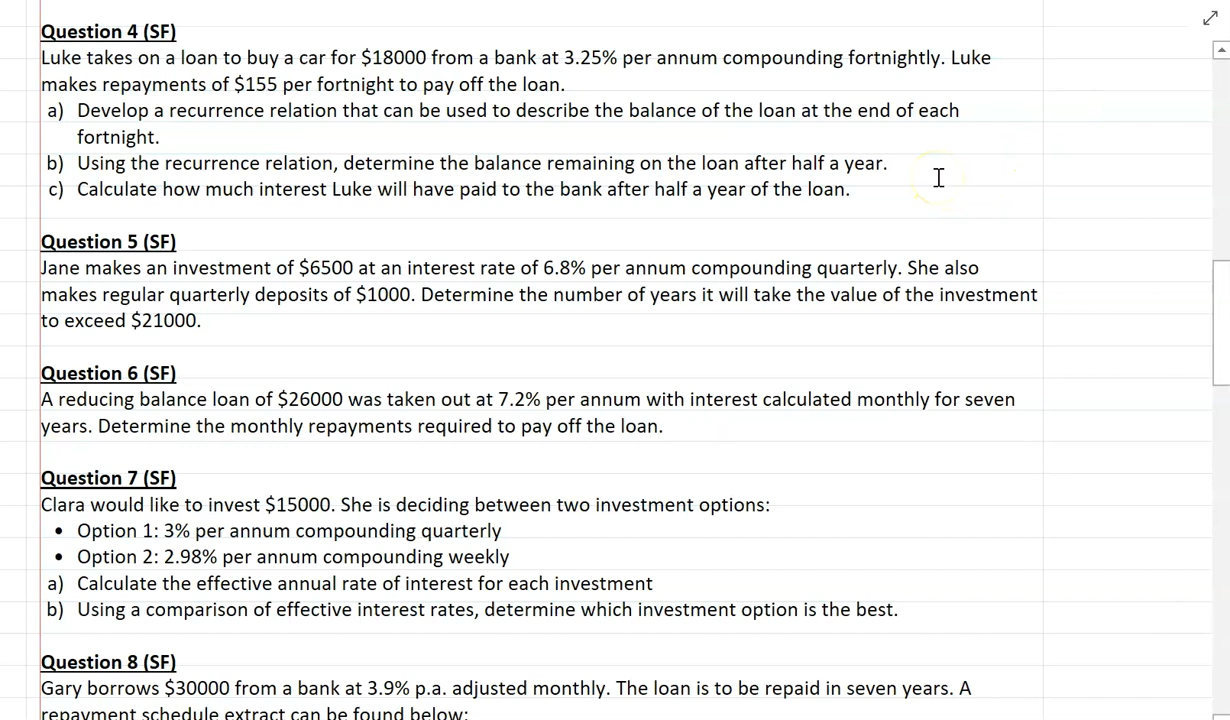 Question 4 (SF)
Luke takes on a loan to buy a car for $18000 from a bank at 3.25% per annum compounding fortnightly. Luke
makes repayments of $155 per fortnight to pay off the loan.
a) Develop a recurrence relation that can be used to describe the balance of the loan at the end of each
fortnight.
b) Using the recurrence relation, determine the balance remaining on the loan after half a year.
c) Calculate how much interest Luke will have paid to the bank after half a year of the loan.
Question 5 (SF)
Jane makes an investment of $6500 at an interest rate of 6.8% per annum compounding quarterly. She also
makes regular quarterly deposits of $1000. Determine the number of years it will take the value of the investment
to exceed $21000.
Question 6 (SF)
A reducing balance loan of $26000 was taken out at 7.2% per annum with interest calculated monthly for seven
years. Determine the monthly repayments required to pay off the loan.
Question 7 (SF)
Clara would like to invest $15000. She is deciding between two investment options:
• Option 1: 3% per annum compounding quarterly
• Option 2: 2.98% per annum compounding weekly
a) Calculate the effective annual rate of interest for each investment
b) Using a comparison of effective interest rates, determine which investment option is the best.
Question 8 (SF)
Gary borrows $30000 from a bank at 3.9% p.a. adjusted monthly. The loan is to be repaid in seven years. A
repayment schedule extract can be found below: